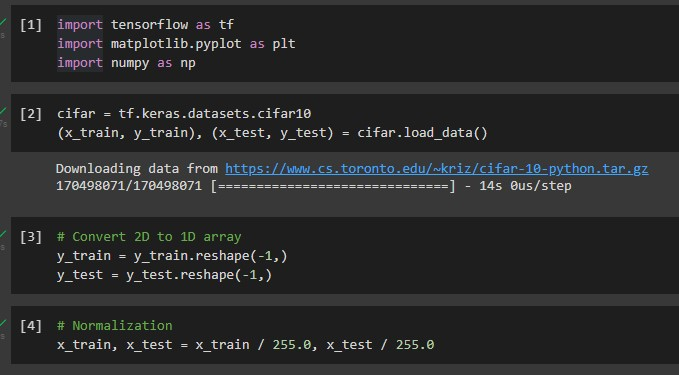 [1] import tensorflow as tf
import matplotlib.pyplot as plt
import numpy as np
[2] cifar = tf.keras.datasets.cifar10
(x_train, y_train), (x_test, y_test) = cifar.load_data()
Downloading data from https://www.cs.toronto.edu/~kriz/cifar-10-python.tar.gz
170498071/170498071 [==============================] - 14s 0us/step
[3] # Convert 2D to 1D array
y_train = y_train.reshape(-1,)
y_test = y_test.reshape(-1,)
[4] # Normalization
x_train, x_test = x_train / 255.0, x_test / 255.0